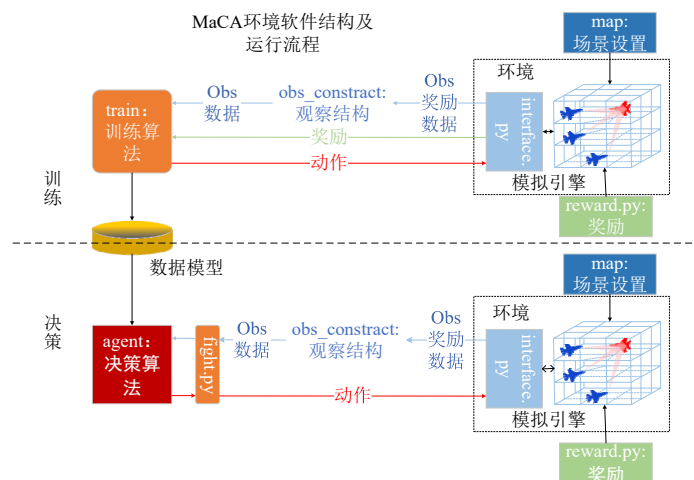 MaCA环境软件结构及
运行流程
map:
场景设置
环境
Obs
数据
obs_constract:
观察结构
Obs
奖励
数据
train：
训练算
法
奖励
动作
interface.
py
模拟引擎
训
练
reward.py:
奖励
数据模型
map:
场景设置
决
策
环境
agent：
决策算
法
fight.py
Obs
数据
obs_constract:
观察结构
Obs
奖励
数据
interface.
py
动作
模拟引擎
reward.py:
奖励